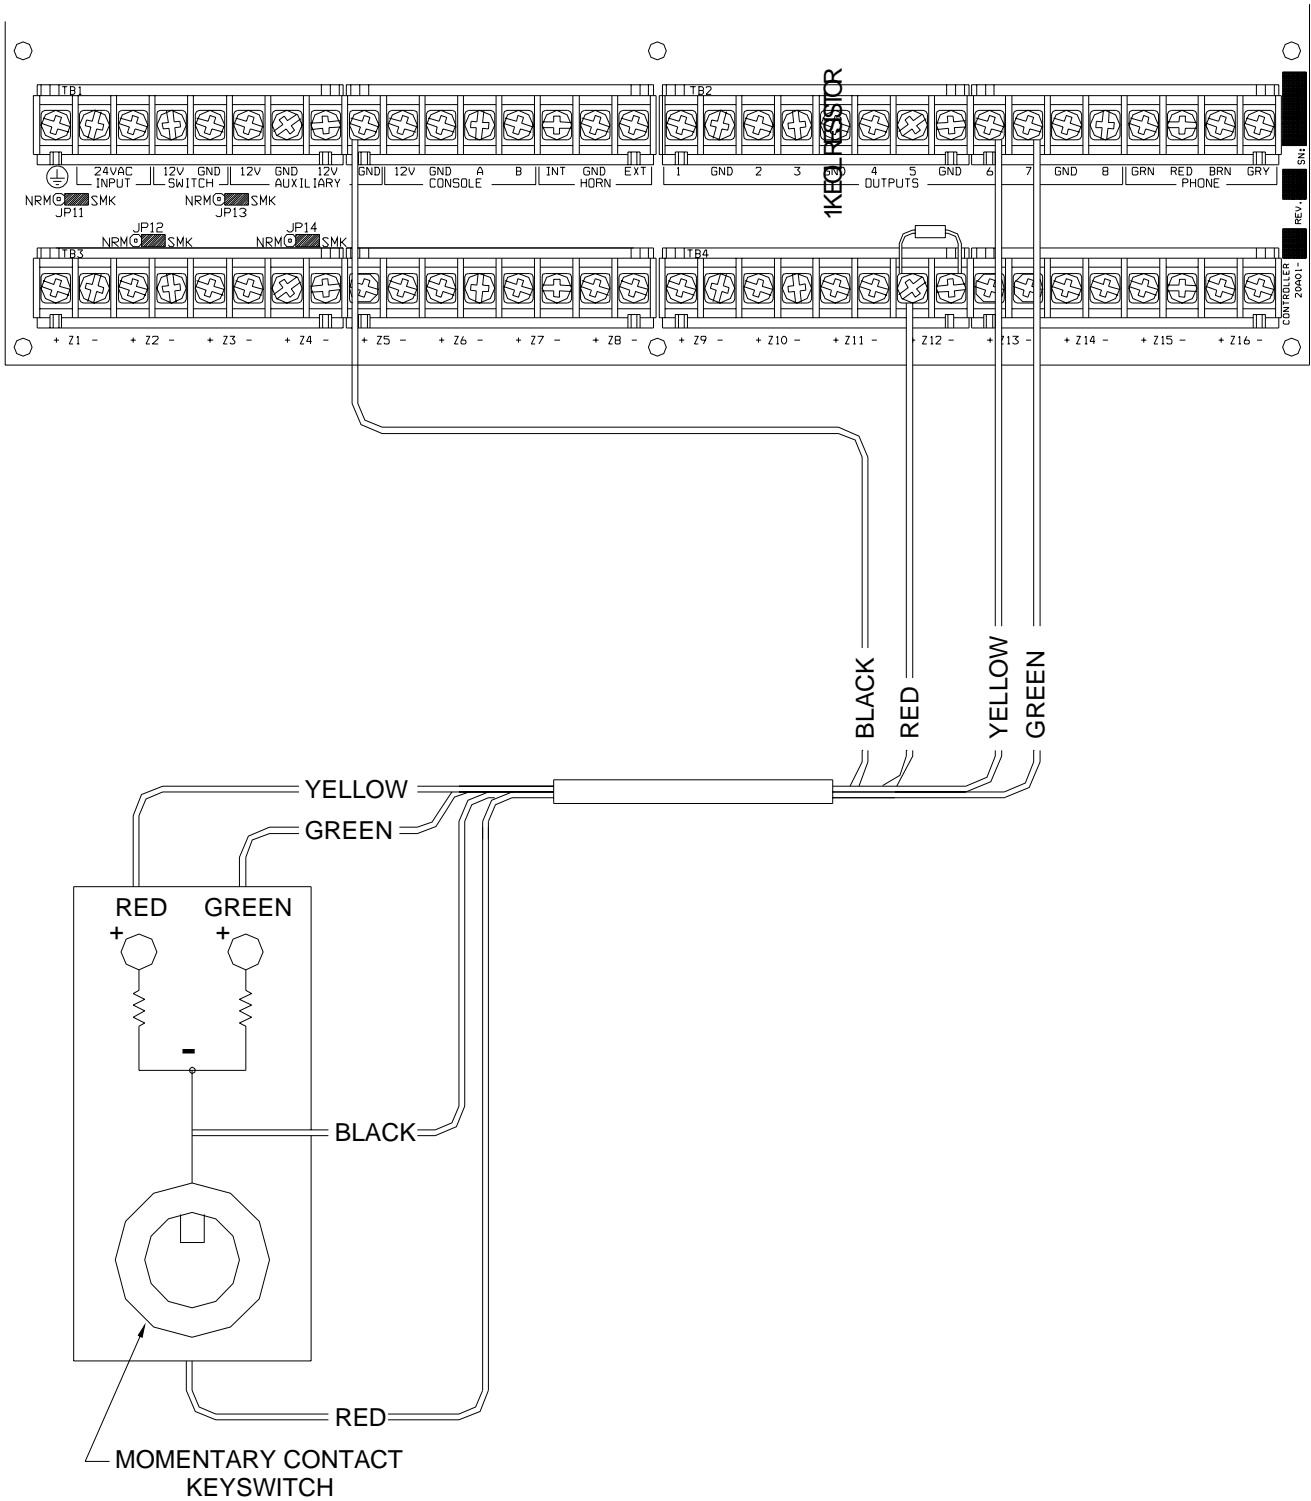 TB1
TB2
1K EOL RESISTOR
SN:
24VAC 12V GND 12V GND 12V GND 12V GND A B INT GND EXT
1 GND 2 3 GND 4 5 GND 6 7 GND 8 GRN RED BRN GRY
INPUT SWITCH AUXILIARY CONSOLE HORN OUTPUTS PHONE
NRM SMK
JP11
NRM SMK
JP13
REV.
JP12
NRM SMK
JP14
NRM SMK
TB3
TB4
CONTROLLER
20A01-
+ Z1 - + Z2 - + Z3 - + Z4 - + Z5 - + Z6 - + Z7 - + Z8 -
+ Z9 - + Z10 - + Z11 - + Z12 - + Z13 - + Z14 - + Z15 - + Z16 -
BLACK
RED
YELLOW
GREEN
YELLOW
GREEN
RED GREEN
+ +
-
BLACK
RED
MOMENTARY CONTACT
KEYSWITCH